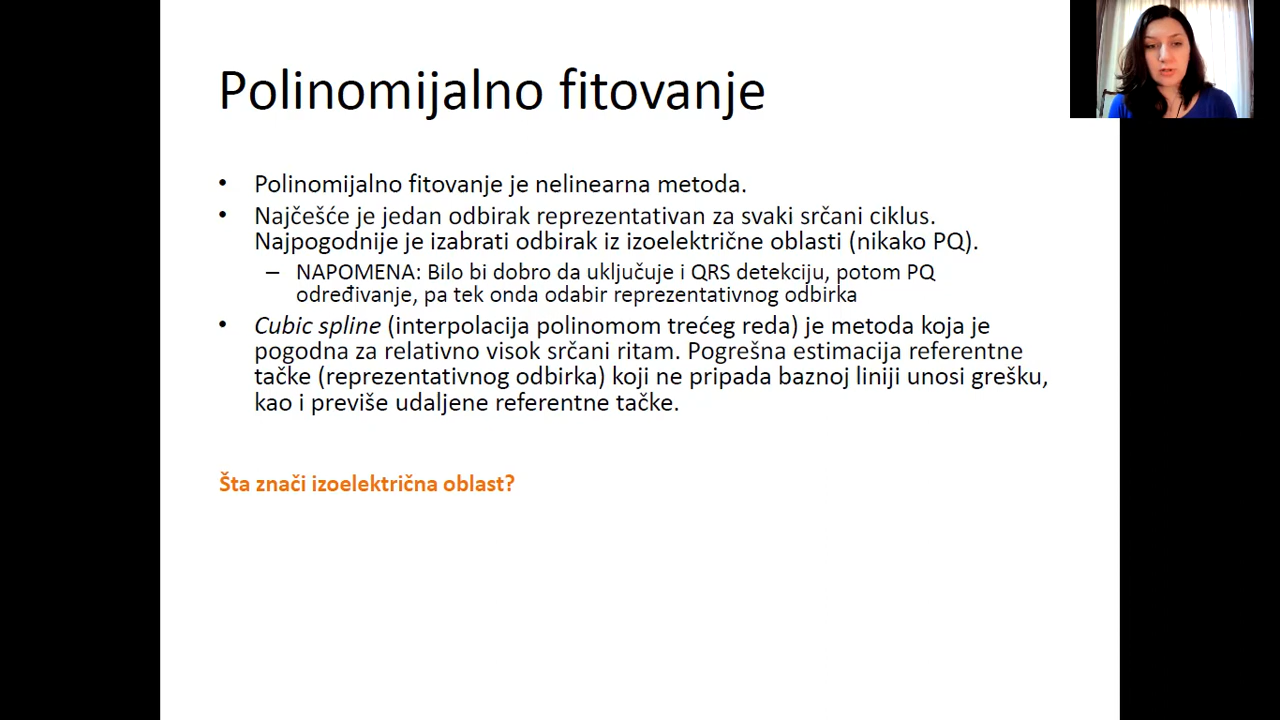 Polinomijalno fitovanje
• Polinomijalno fitovanje je nelinearna metoda.
• Najčešće je jedan odbirak reprezentativan za svaki srčani ciklus.
Najpogodnije je izabrati odbirak iz izoelektrične oblasti (nikako PQ).
– NAPOMENA: Bilo bi dobro da uključuje i QRS detekciju, potom PQ
određivanje, pa tek onda odabir reprezentativnog odbirka
• Cubic spline (interpolacija polinomom trećeg reda) je metoda koja je
pogodna za relativno visok srčani ritam. Pogrešna estimacija referentne
tačke (reprezentativnog odbirka) koji ne pripada baznoj liniji unosi grešku,
kao i previše udaljene referentne tačke.
Šta znači izoelektrična oblast?